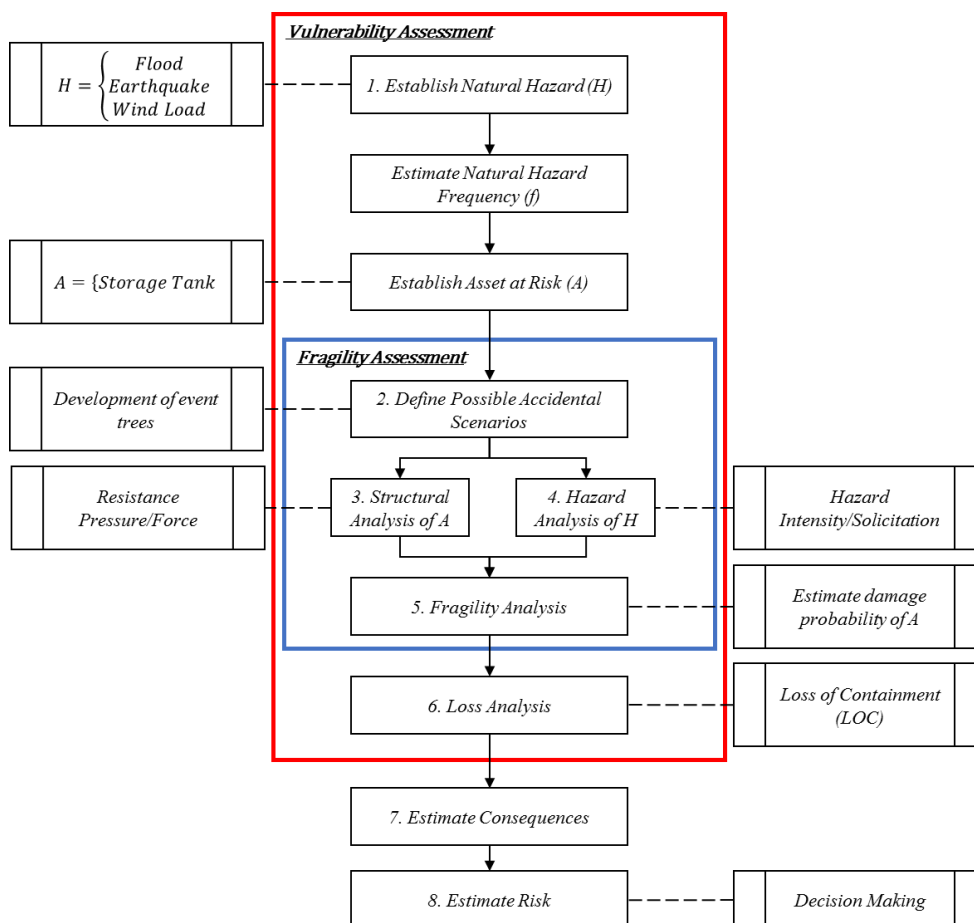 Vulnerability Assessment
H = { Flood
Earthquake
Wind Load
1. Establish Natural Hazard (H)
Estimate Natural Hazard
Frequency (f)
A = {Storage Tank
Establish Asset at Risk (A)
Fragility Assessment
Development of event
trees
2. Define Possible Accidental
Scenarios
Resistance
Pressure/Force
3. Structural
Analysis of A
4. Hazard
Analysis of H
Hazard
Intensity/Solicitation
5. Fragility Analysis
Estimate damage
probability of A
6. Loss Analysis
Loss of Containment
(LOC)
7. Estimate Consequences
8. Estimate Risk
Decision Making